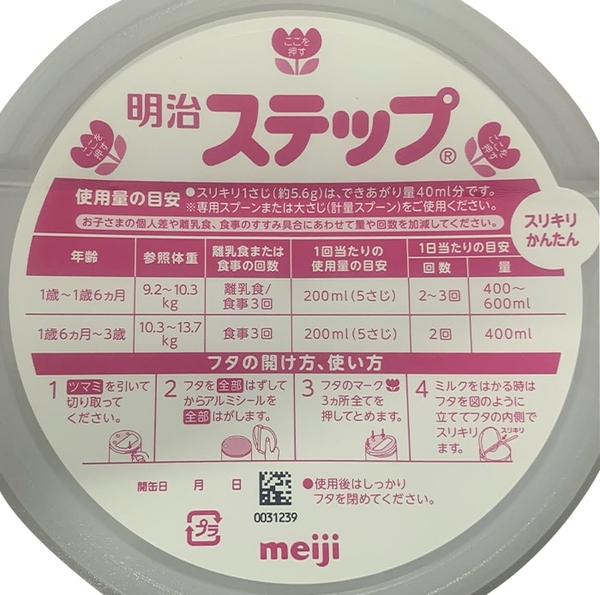 ここを
押す
明治 ステップ®
ここを
押す
ここを
押す
使用量の目安 ●スリキリ1さじ(約5.6g)は、できあがり量40ml分です。
※専用スプーンまたは大さじ(計量スプーン)をご使用ください。
お子さまの個人差や離乳食、食事のすすみ具合にあわせて量や回数を加減してください。
スリキリ
かんたん
年齢 参照体重 離乳食または食事の回数 1回当たりの使用量の目安 1日当たりの目安 回数 量
1歳〜1歳6ヵ月 9.2〜10.3kg 離乳食/食事3回 200ml(5さじ) 2〜3回 400〜600ml
1歳6ヵ月〜3歳 10.3〜13.7kg 食事3回 200ml(5さじ) 2回 400ml
フタの開け方、使い方
1 ツマミを引いて
切り取って
ください。
2 フタを全部はずして
からアルミシールを
全部はがします。
3 フタのマーク
3ヵ所全てを
押してとめます。
4 ミルクをはかる時は
フタを図のように
立ててフタの内側で
スリキリ
ます。
スリキリ
開缶日 月 日
0031239
●使用後はしっかり
フタを閉めてください。
プラ
meiji